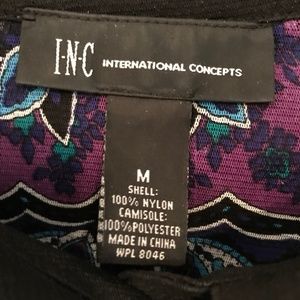 I·N·C INTERNATIONAL CONCEPTS
M
SHELL:
100% NYLON
CAMISOLE:
100%POLYESTER
MADE IN CHINA
WPL 8046